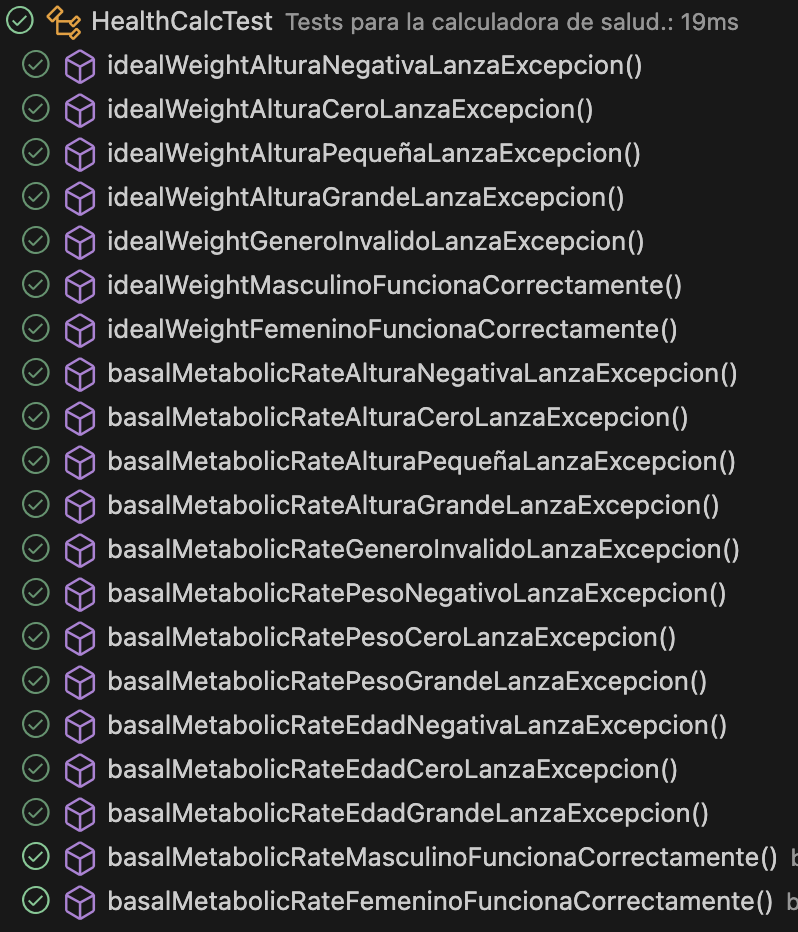 HealthCalcTest Tests para la calculadora de salud.: 19ms
idealWeightAlturaNegativaLanzaExcepcion()
idealWeightAlturaCeroLanzaExcepcion()
idealWeightAlturaPequeñaLanzaExcepcion()
idealWeightAlturaGrandeLanzaExcepcion()
idealWeightGeneroInvalidoLanzaExcepcion()
idealWeightMasculinoFuncionaCorrectamente()
idealWeightFemeninoFuncionaCorrectamente()
basalMetabolicRateAlturaNegativaLanzaExcepcion()
basalMetabolicRateAlturaCeroLanzaExcepcion()
basalMetabolicRateAlturaPequeñaLanzaExcepcion()
basalMetabolicRateAlturaGrandeLanzaExcepcion()
basalMetabolicRateGeneroInvalidoLanzaExcepcion()
basalMetabolicRatePesoNegativoLanzaExcepcion()
basalMetabolicRatePesoCeroLanzaExcepcion()
basalMetabolicRatePesoGrandeLanzaExcepcion()
basalMetabolicRateEdadNegativaLanzaExcepcion()
basalMetabolicRateEdadCeroLanzaExcepcion()
basalMetabolicRateEdadGrandeLanzaExcepcion()
basalMetabolicRateMasculinoFuncionaCorrectamente()
basalMetabolicRateFemeninoFuncionaCorrectamente()